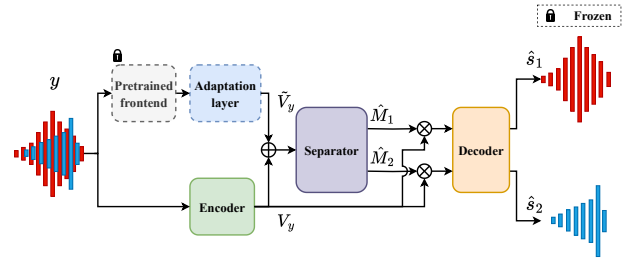 Frozen
y
Pretrained
frontend
Adaptation
layer
Ṽ_y
Separator
M̂_1
M̂_2
Decoder
ŝ_1
ŝ_2
Encoder
V_y